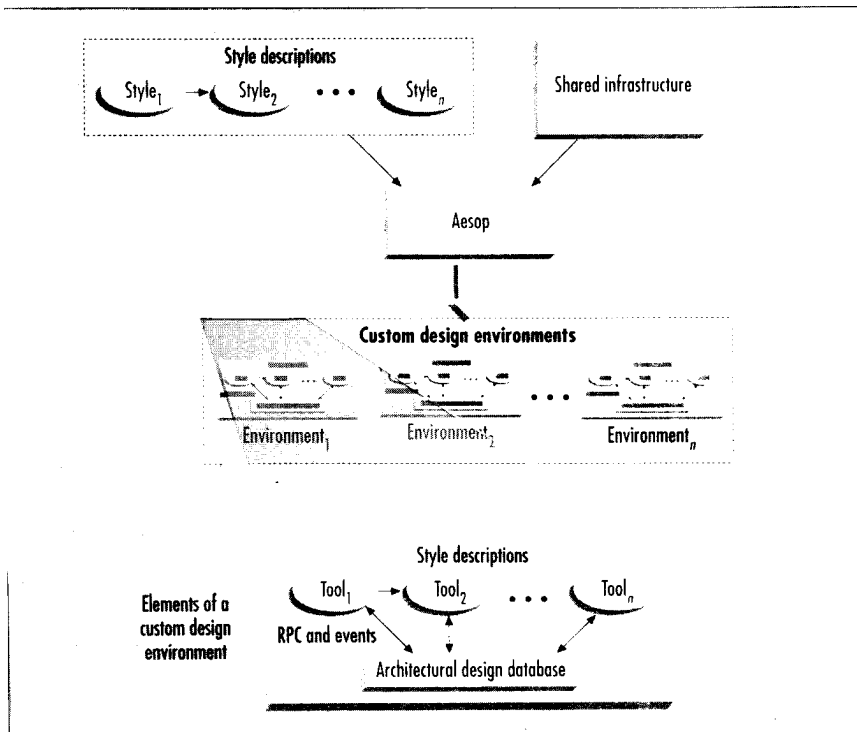 Style descriptions
Style1 Style2 • • • Stylen
Shared infrastructure
Aesop
Custom design environments
Environment1 Environment2 • • • Environmentn
Style descriptions
Tool1 Tool2 • • • Tooln
Elements of a
custom design
environment
RPC and events
Architectural design database